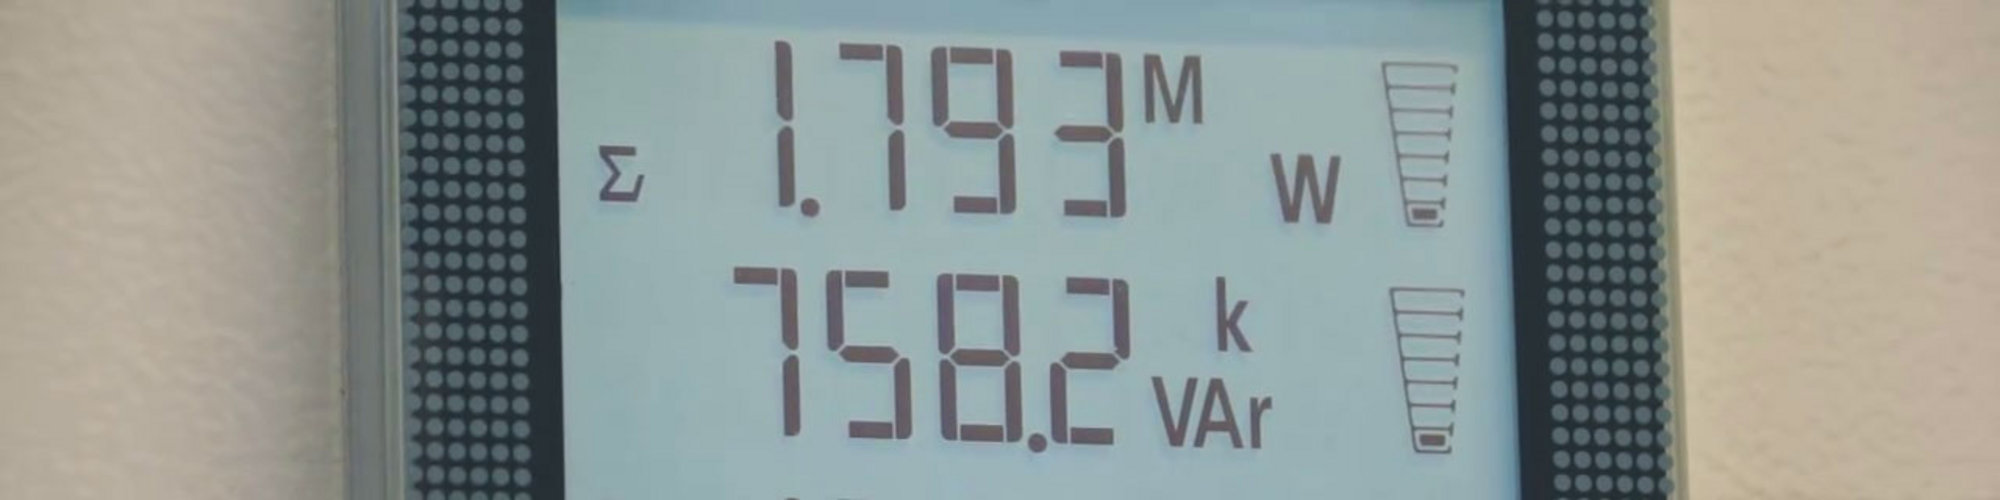 Σ 1.793 M W
758.2 k VAr